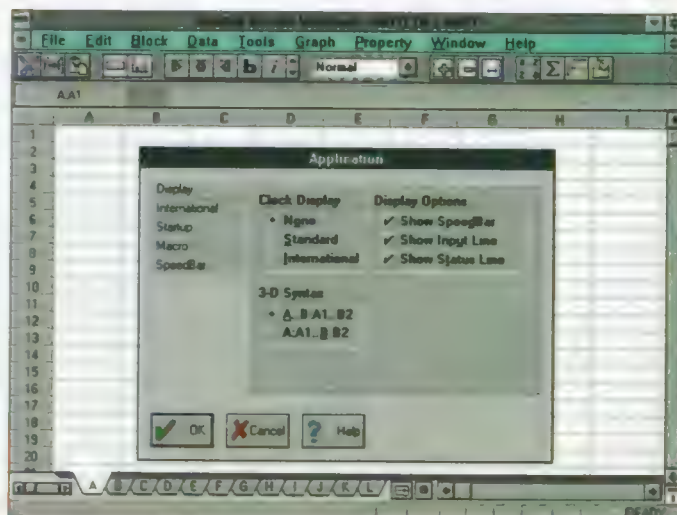 File Edit Block Data Tools Graph Property Window Help
b i Normal Σ
A:A1
A B C D E F G H I
1
2
3
4
5
6
7
8
9
10
11
12
13
14
15
16
17
18
19
20
Application
Display
International
Startup
Macro
SpeedBar
Clock Display
None
Standard
International
Display Options
Show SpeedBar
Show Input Line
Show Status Line
3-D Syntax
A..B:A1..B2
A:A1..B:B2
OK Cancel ? Help
A B C D E F G H I J K L
READY